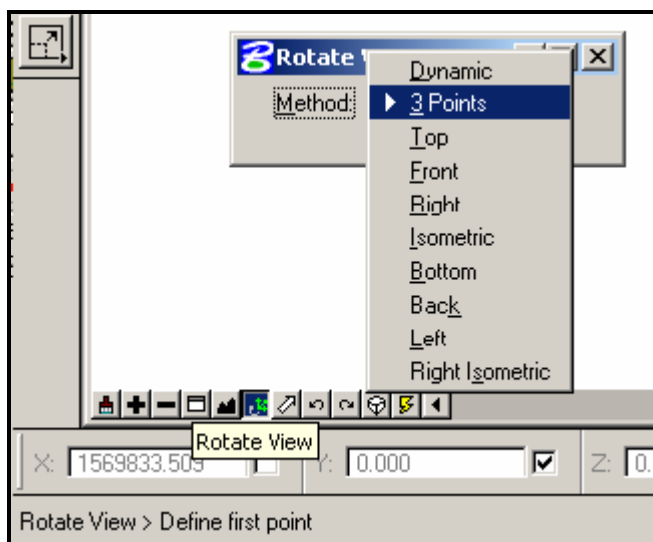 Rotate
Method:
Dynamic
3 Points
Top
Front
Right
Isometric
Bottom
Back
Left
Right Isometric
Rotate View
X: 1569833.509
Y: 0.000
Z: 0.
Rotate View > Define first point